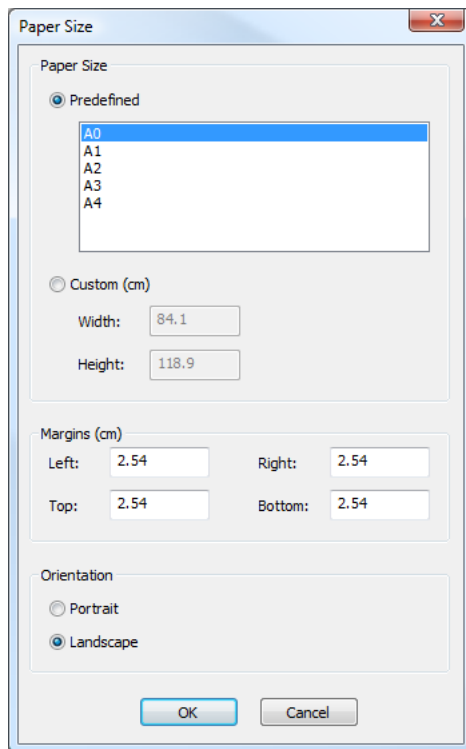 Paper Size
Paper Size
Predefined
A0
A1
A2
A3
A4
Custom (cm)
Width: 84.1
Height: 118.9
Margins (cm)
Left: 2.54 Right: 2.54
Top: 2.54 Bottom: 2.54
Orientation
Portrait
Landscape
OK Cancel